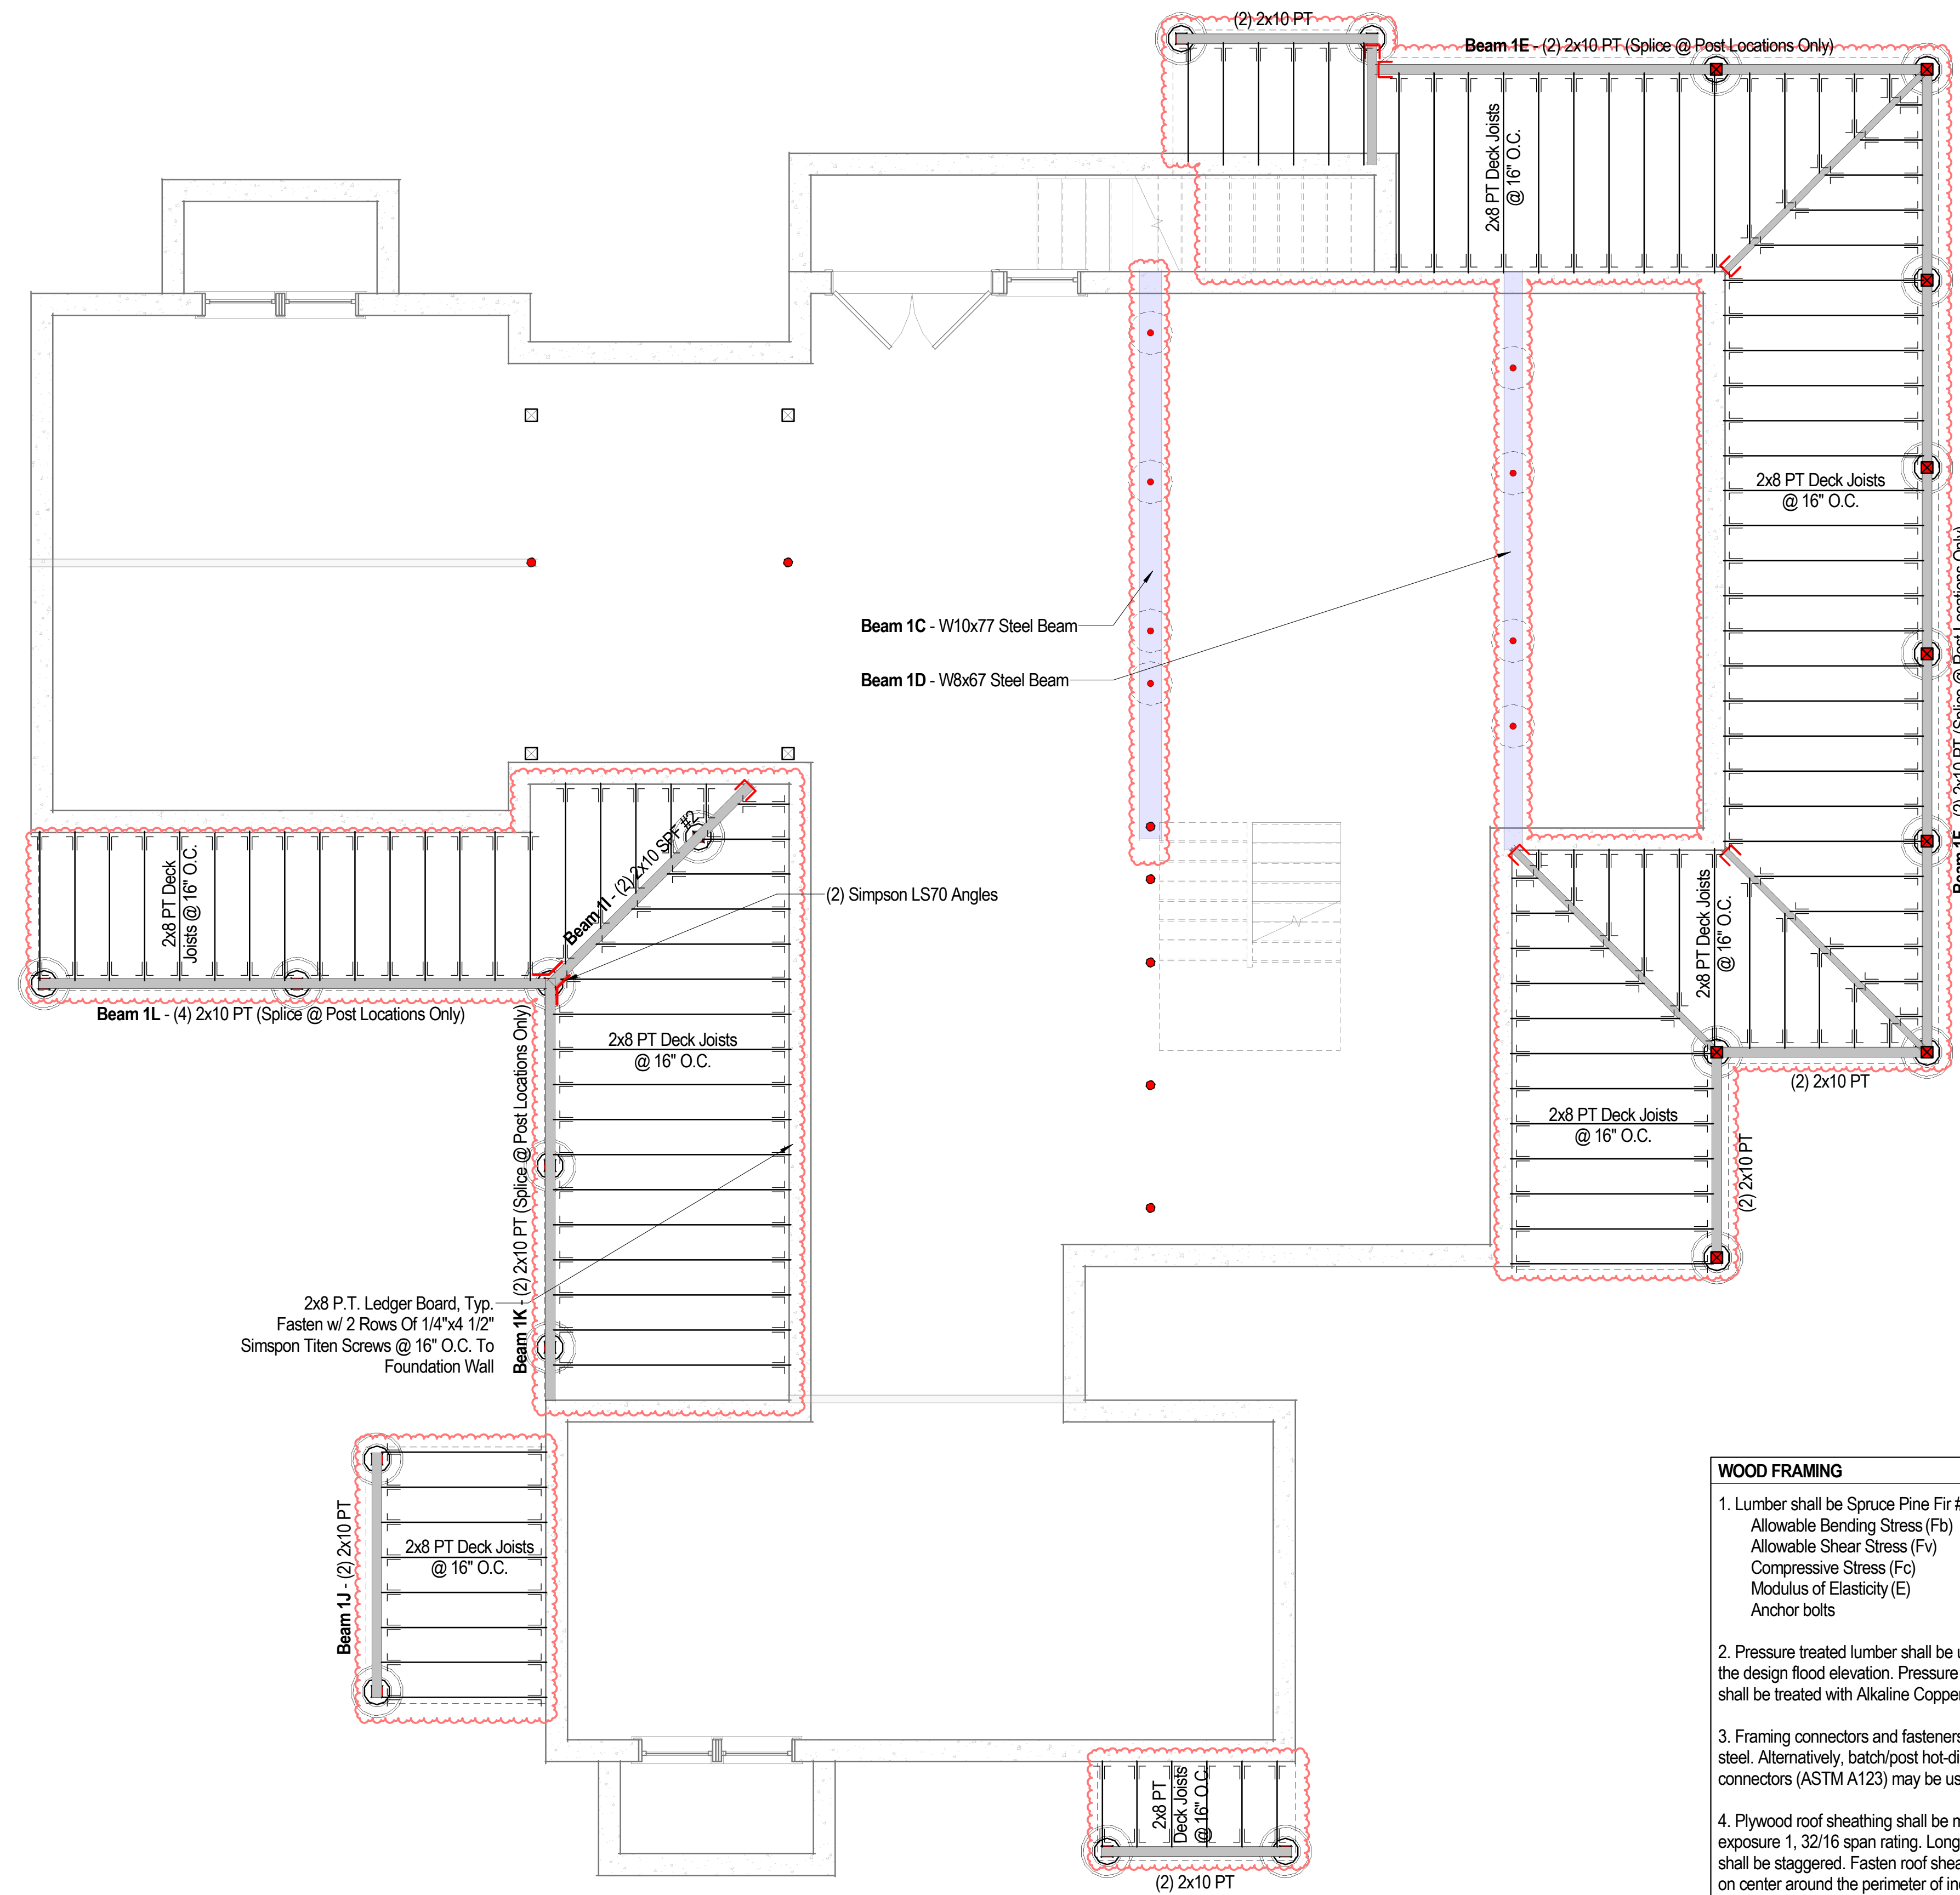 (2) 2x10 PT
Beam 1E - (2) 2x10 PT (Splice @ Post Locations Only)
2x8 PT Deck Joists
@ 16" O.C.
2x8 PT Deck Joists
@ 16" O.C.
Beam 1C - W10x77 Steel Beam
Beam 1D - W8x67 Steel Beam
(2) 2x10 PT (Splice @ Post Locations Only)
Beam
2x8 PT Deck
Joists @ 16" O.C.
Beam 1I - (2) 2x10 SPF #2
(2) Simpson LS70 Angles
2x8 PT Deck Joists
@ 16" O.C.
Beam 1L - (4) 2x10 PT (Splice @ Post Locations Only)
2x8 PT Deck Joists
@ 16" O.C.
Beam 1K - (2) 2x10 PT (Splice @ Post Locations Only)
(2) 2x10 PT
2x8 PT Deck Joists
@ 16" O.C.
(2) 2x10 PT
2x8 P.T. Ledger Board, Typ.
Fasten w/ 2 Rows Of 1/4"x4 1/2"
Simspon Titen Screws @ 16" O.C. To
Foundation Wall
Beam 1J - (2) 2x10 PT
2x8 PT Deck Joists
@ 16" O.C.
2x8 PT
Deck Joists
@ 16" O.C.
(2) 2x10 PT
WOOD FRAMING
1. Lumber shall be Spruce Pine Fir #
Allowable Bending Stress (Fb)
Allowable Shear Stress (Fv)
Compressive Stress (Fc)
Modulus of Elasticity (E)
Anchor bolts
2. Pressure treated lumber shall be
the design flood elevation. Pressure
shall be treated with Alkaline Copper
3. Framing connectors and fasteners
steel. Alternatively, batch/post
connectors (ASTM A123) may be
4. Plywood roof sheathing shall be
exposure 1, 32/16 span rating. Long
shall be staggered. Fasten roof
on center around the perimeter of